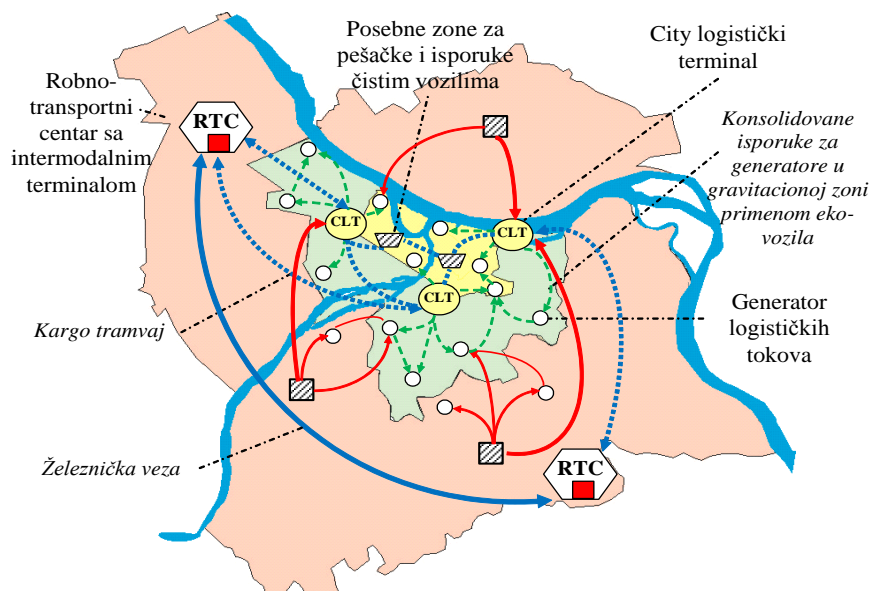 Posebne zone za
pešačke i isporuke
čistim vozilima
City logistički
terminal
Robno-
transportni
centar sa
intermodalnim
terminalom
RTC
Konsolidovane
isporuke za
generatore u
gravitacionoj zoni
primenom eko-
vozila
CLT
CLT
CLT
Kargo tramvaj
Generator
logističkih
tokova
Železnička veza
RTC